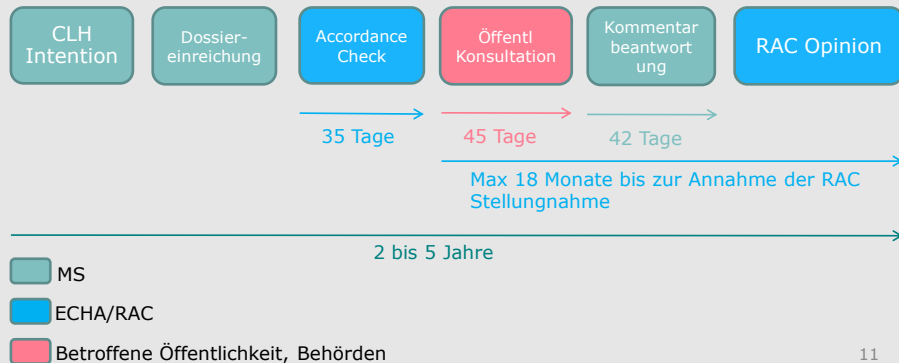 CLH
Intention
Dossier-
einreichung
Accordance
Check
Öffentl
Konsultation
Kommentar
beantwort
ung
RAC Opinion
35 Tage
45 Tage
42 Tage
Max 18 Monate bis zur Annahme der RAC
Stellungnahme
2 bis 5 Jahre
MS
ECHA/RAC
Betroffene Öffentlichkeit, Behörden
11